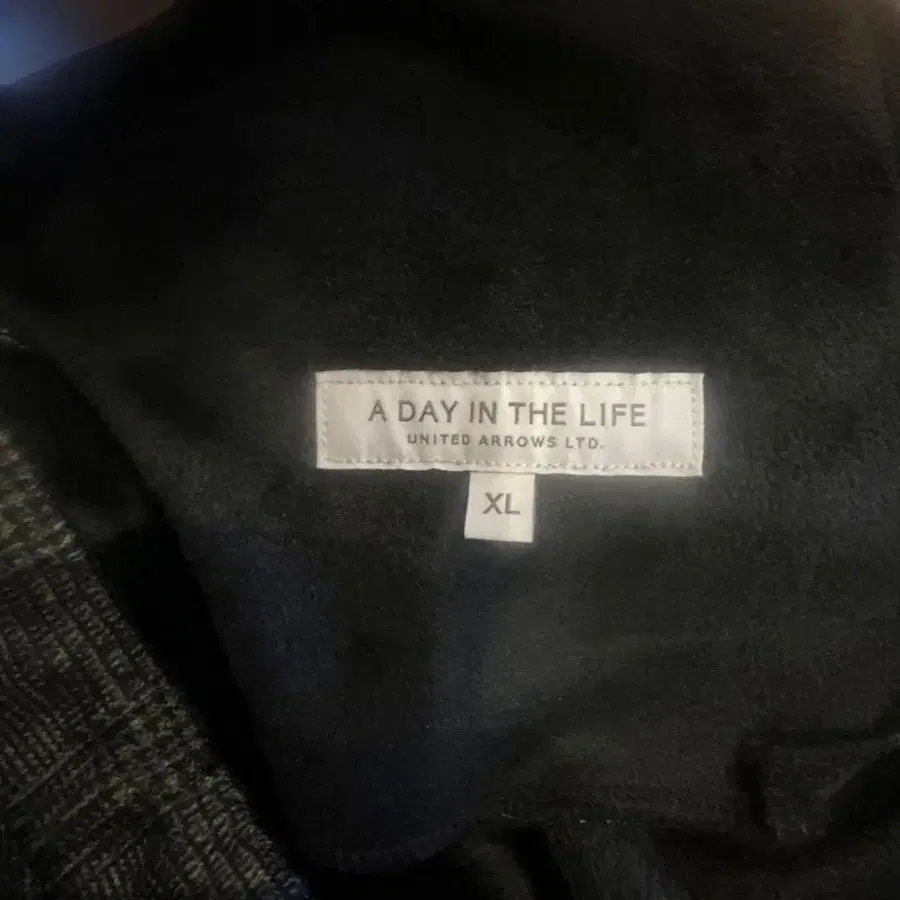 A DAY IN THE LIFE
UNITED ARROWS LTD.
XL